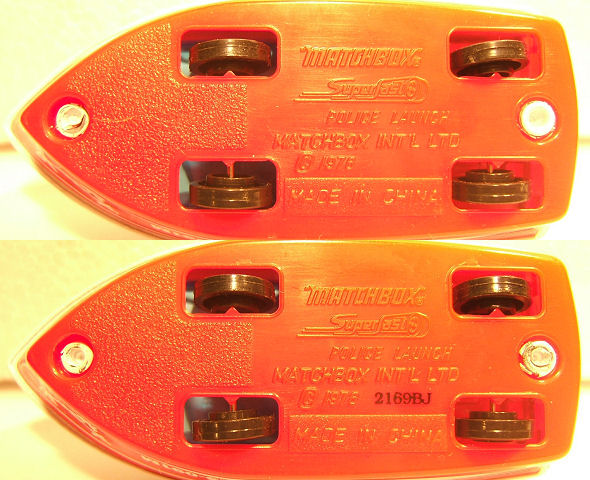 MATCHBOX
Superfast
POLICE LAUNCH
MATCHBOX INT'L LTD
© 1976
MADE IN CHINA
MATCHBOX
Superfast
POLICE LAUNCH
MATCHBOX INT'L LTD
© 1976 2169BJ
MADE IN CHINA